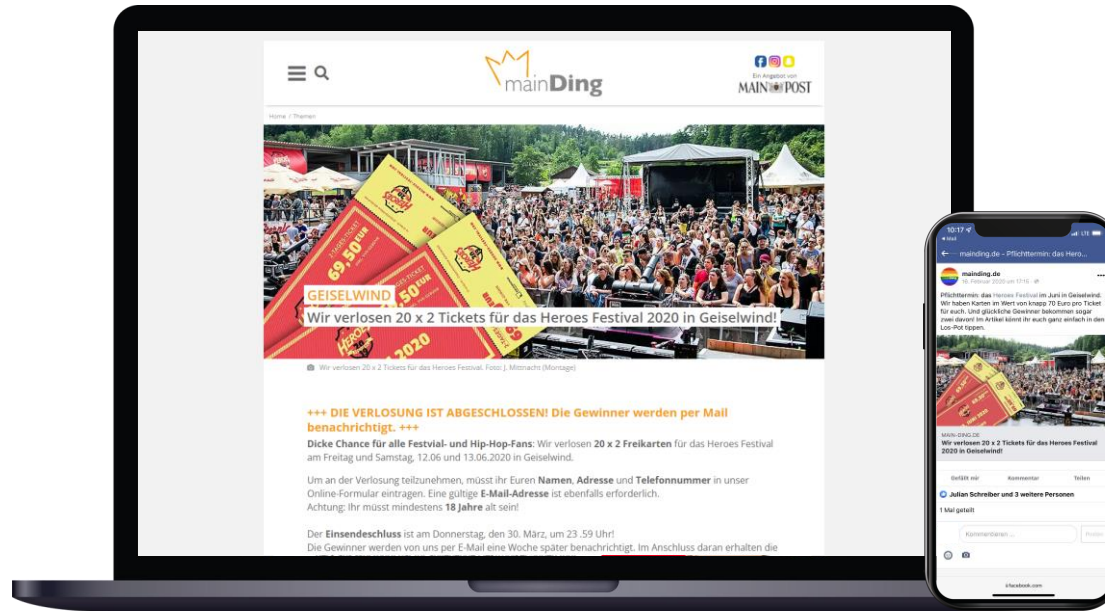 mainDing
Ein Angebot von
MAIN POST
Home / Themen
2 TAGES-TICKET
69,50 EUR
HEROES
2020
GEISELWIND
Wir verlosen 20 x 2 Tickets für das Heroes Festival 2020 in Geiselwind!
Wir verlosen 20 x 2 Tickets für das Heroes Festival. Foto: J. Mittnacht (Montage)
+++ DIE VERLOSUNG IST ABGESCHLOSSEN! Die Gewinner werden per Mail
benachrichtigt. +++
Dicke Chance für alle Festvial- und Hip-Hop-Fans: Wir verlosen 20 x 2 Freikarten für das Heroes Festival
am Freitag und Samstag, 12.06 und 13.06.2020 in Geiselwind.
Um an der Verlosung teilzunehmen, müsst ihr Euren Namen, Adresse und Telefonnummer in unser
Online-Formular eintragen. Eine gültige E-Mail-Adresse ist ebenfalls erforderlich.
Achtung: Ihr müsst mindestens 18 Jahre alt sein!
Der Einsendeschluss ist am Donnerstag, den 30. März, um 23 .59 Uhr!
Die Gewinner werden von uns per E-Mail eine Woche später benachrichtigt. Im Anschluss daran erhalten die
10:17
LTE
Mail
mainding.de - Pflichttermin: das Hero...
mainding.de
Februar 2020 um 17:15
Pflichttermin: das Heroes Festival im Juni in Geiselwind.
Wir haben Karten im Wert von knapp 70 Euro pro Ticket
für euch. Und glückliche Gewinner bekommen sogar
zwei davon! Im Artikel könnt ihr euch ganz einfach in den
Los-Pot tippen.
MAIN-DING.DE
Wir verlosen 20 x 2 Tickets für das Heroes Festival
2020 in Geiselwind!
Gefällt mir Kommentar Teilen
Julian Schreiber und 3 weitere Personen
1 Mal geteilt
Kommentieren ...
facebook.com